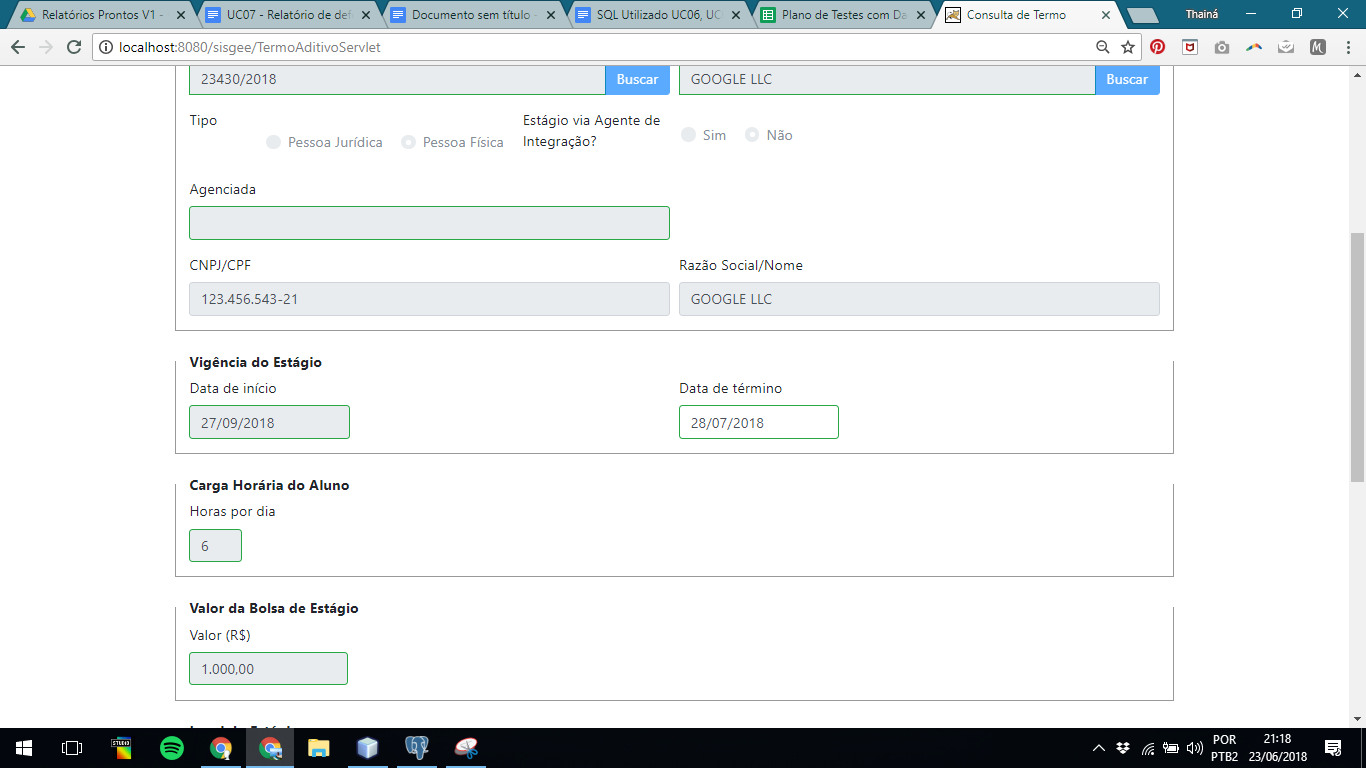 Relatórios Prontos V1 -
UC07 - Relatório de def
Documento sem título -
SQL Utilizado UC06, UC
Plano de Testes com Da
Consulta de Termo
Thainá
localhost:8080/sisgee/TermoAditivoServlet
23430/2018 Buscar GOOGLE LLC Buscar
Tipo
Pessoa Jurídica Pessoa Física
Estágio via Agente de
Integração?
Sim Não
Agenciada
CNPJ/CPF Razão Social/Nome
123.456.543-21 GOOGLE LLC
Vigência do Estágio
Data de início Data de término
27/09/2018 28/07/2018
Carga Horária do Aluno
Horas por dia
6
Valor da Bolsa de Estágio
Valor (R$)
1.000,00
STUDIO
POR
PTB2
21:18
23/06/2018